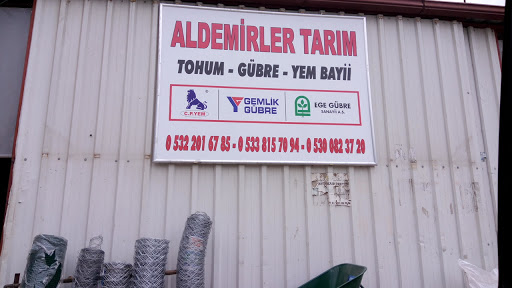 ALDEMİRLER TARIM
TOHUM - GÜBRE - YEM BAYİİ
C.P. YEM
GEMLİK GÜBRE
EGE GÜBRE
SANAYİİ A.Ş.
0 532 201 67 85 - 0 533 815 70 94 - 0 530 082 37 20